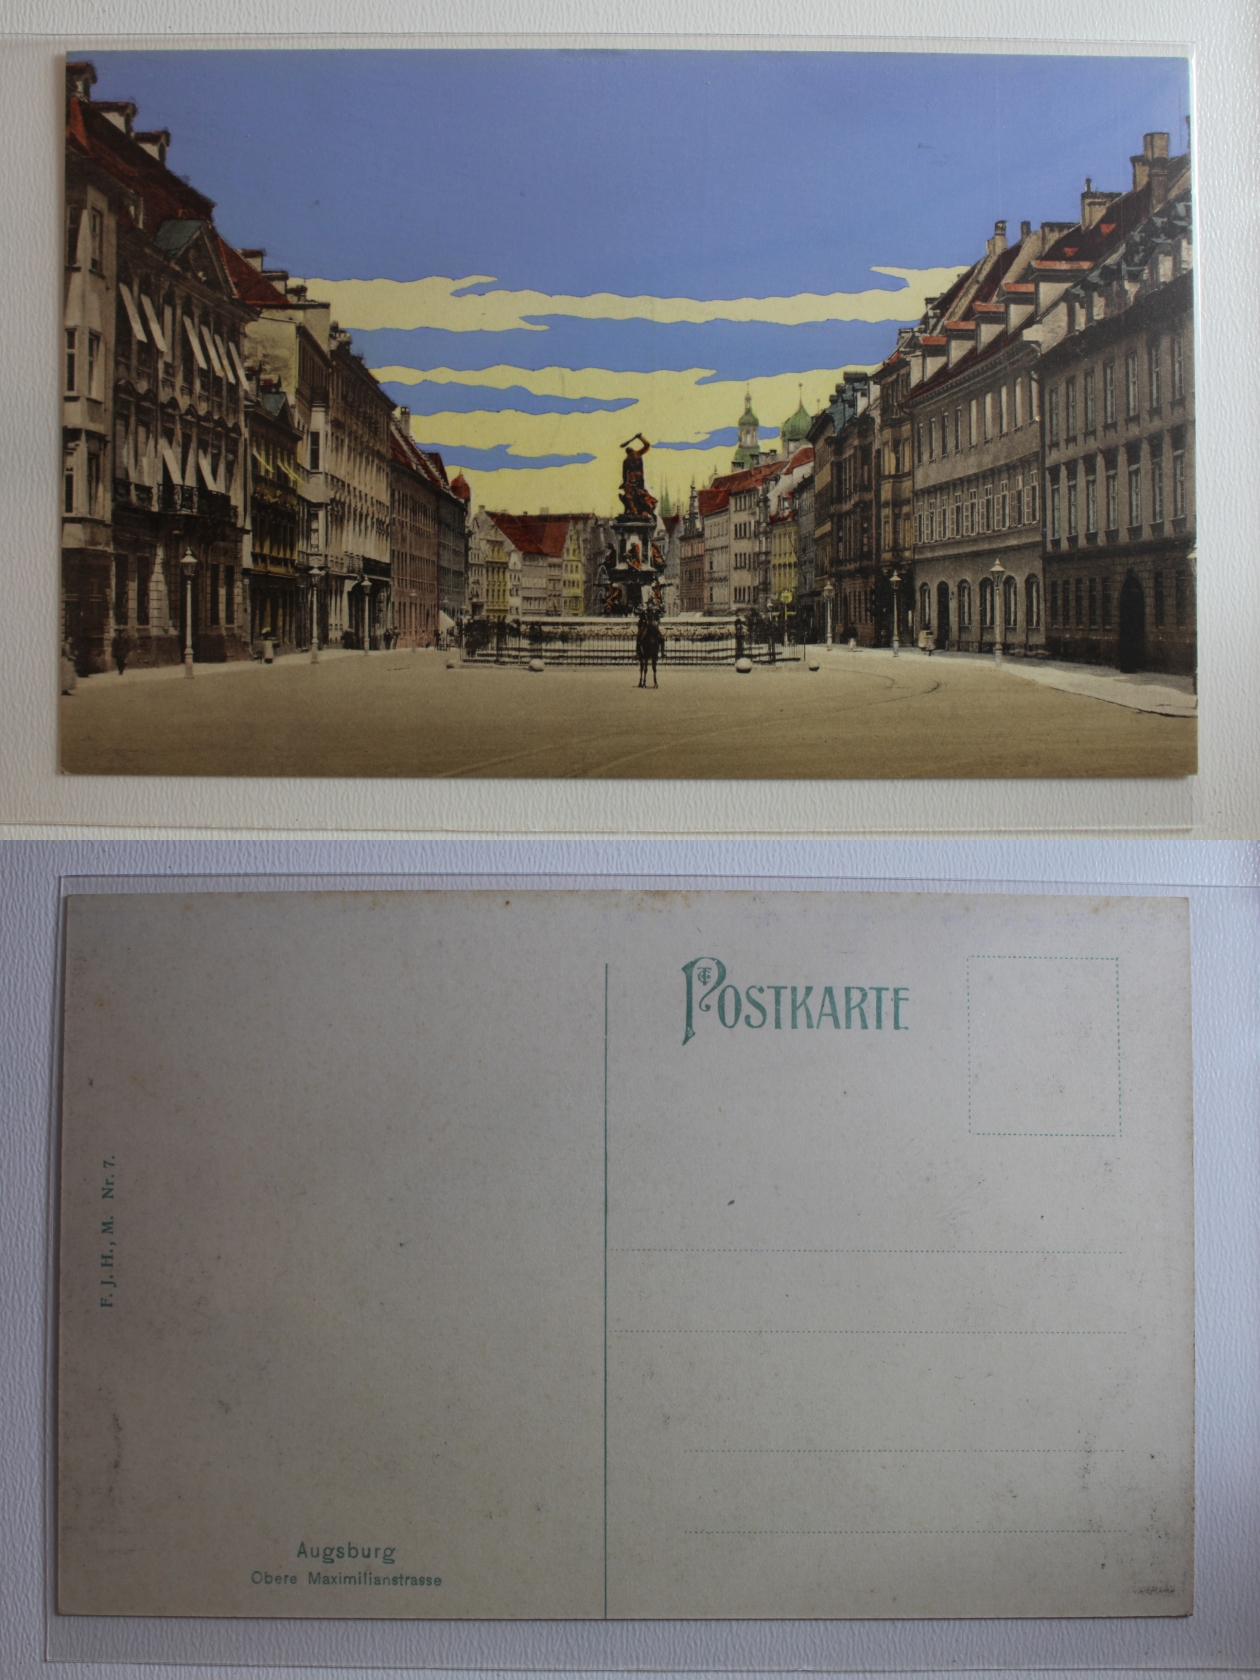 POSTKARTE
F. J. H., M. Nr. 7.
Augsburg
Obere Maximilianstrasse